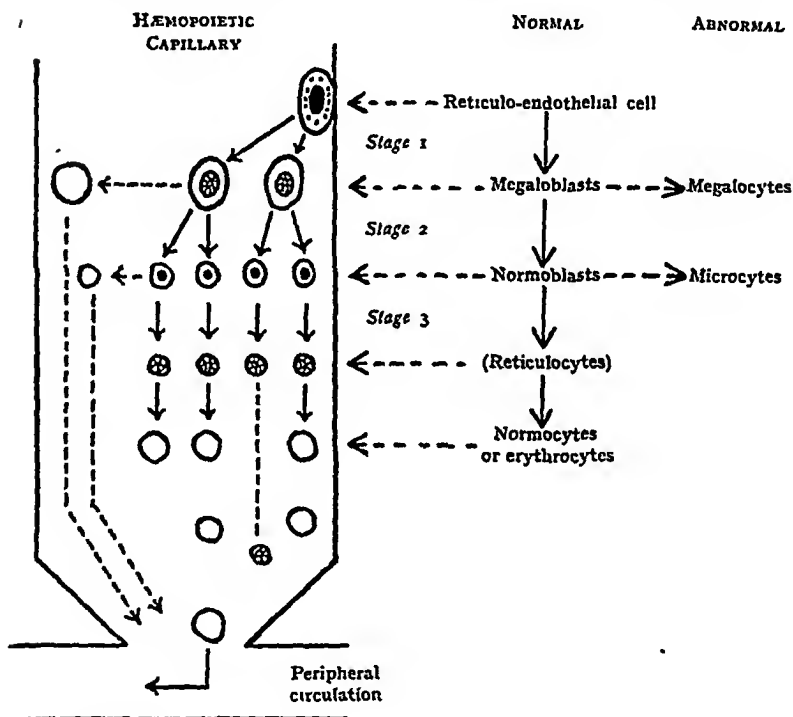 HÆMOPOIETIC
CAPILLARY
NORMAL
ABNORMAL
Reticulo-endothelial cell
Stage 1
Megaloblasts
Megalocytes
Stage 2
Normoblasts
Microcytes
Stage 3
(Reticulocytes)
Normocytes
or erythrocytes
Peripheral
circulation